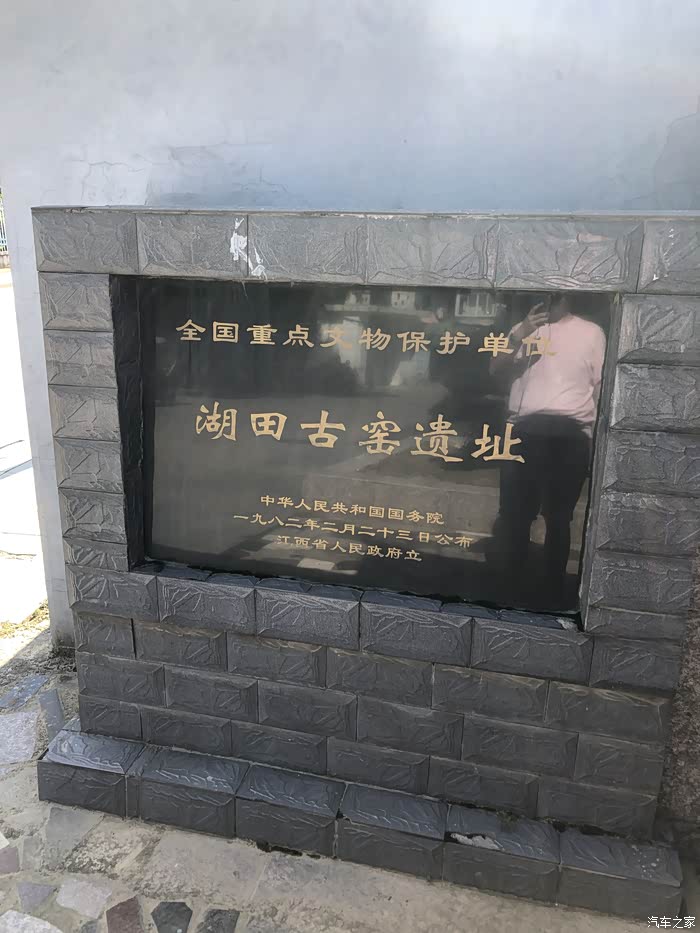 全国重点文物保护单位
湖田古窑遗址
中华人民共和国国务院
一九八二年二月二十三日公布
江西省人民政府立
汽车之家